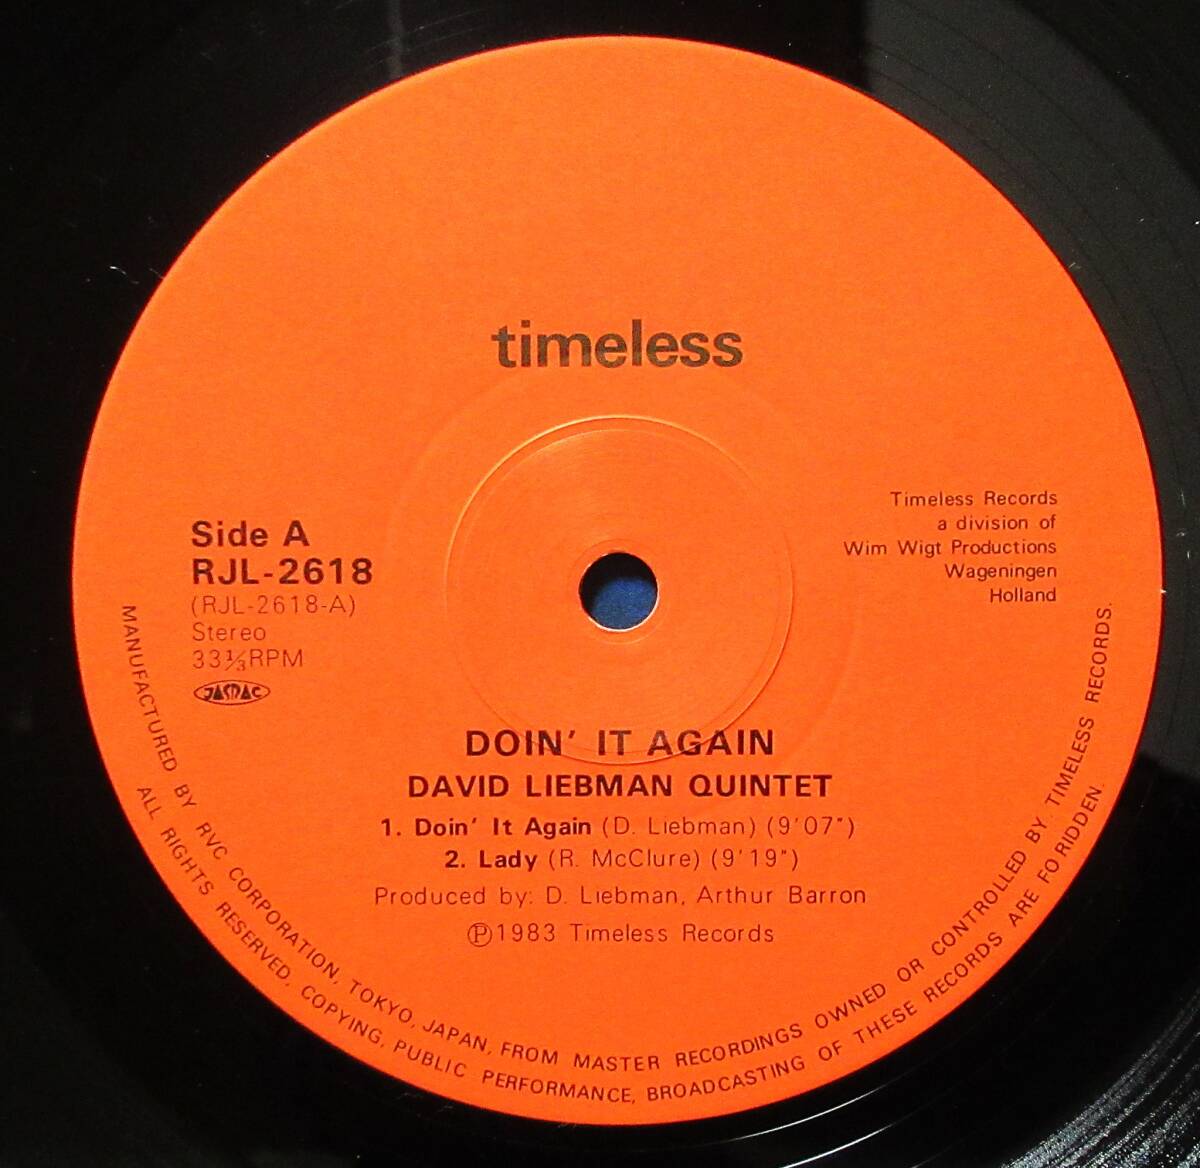 timeless
Side A
RJL-2618
(RJL-2618-A)
Stereo
33⅓RPM
JASRAC
Timeless Records
a division of
Wim Wigt Productions
Wageningen
Holland
DOIN' IT AGAIN
DAVID LIEBMAN QUINTET
1. Doin' It Again (D. Liebman) (9'07")
2. Lady (R. McClure) (9'19")
Produced by: D. Liebman, Arthur Barron
Ⓟ1983 Timeless Records
MANUFACTURED BY RVC CORPORATION, TOKYO, JAPAN, FROM MASTER RECORDINGS OWNED OR CONTROLLED BY. TIMELESS RECORDS.
ALL RIGHTS RESERVED, COPYING, PUBLIC PERFORMANCE, BROADCASTING OF THESE RECORDS ARE FO RIDDEN.